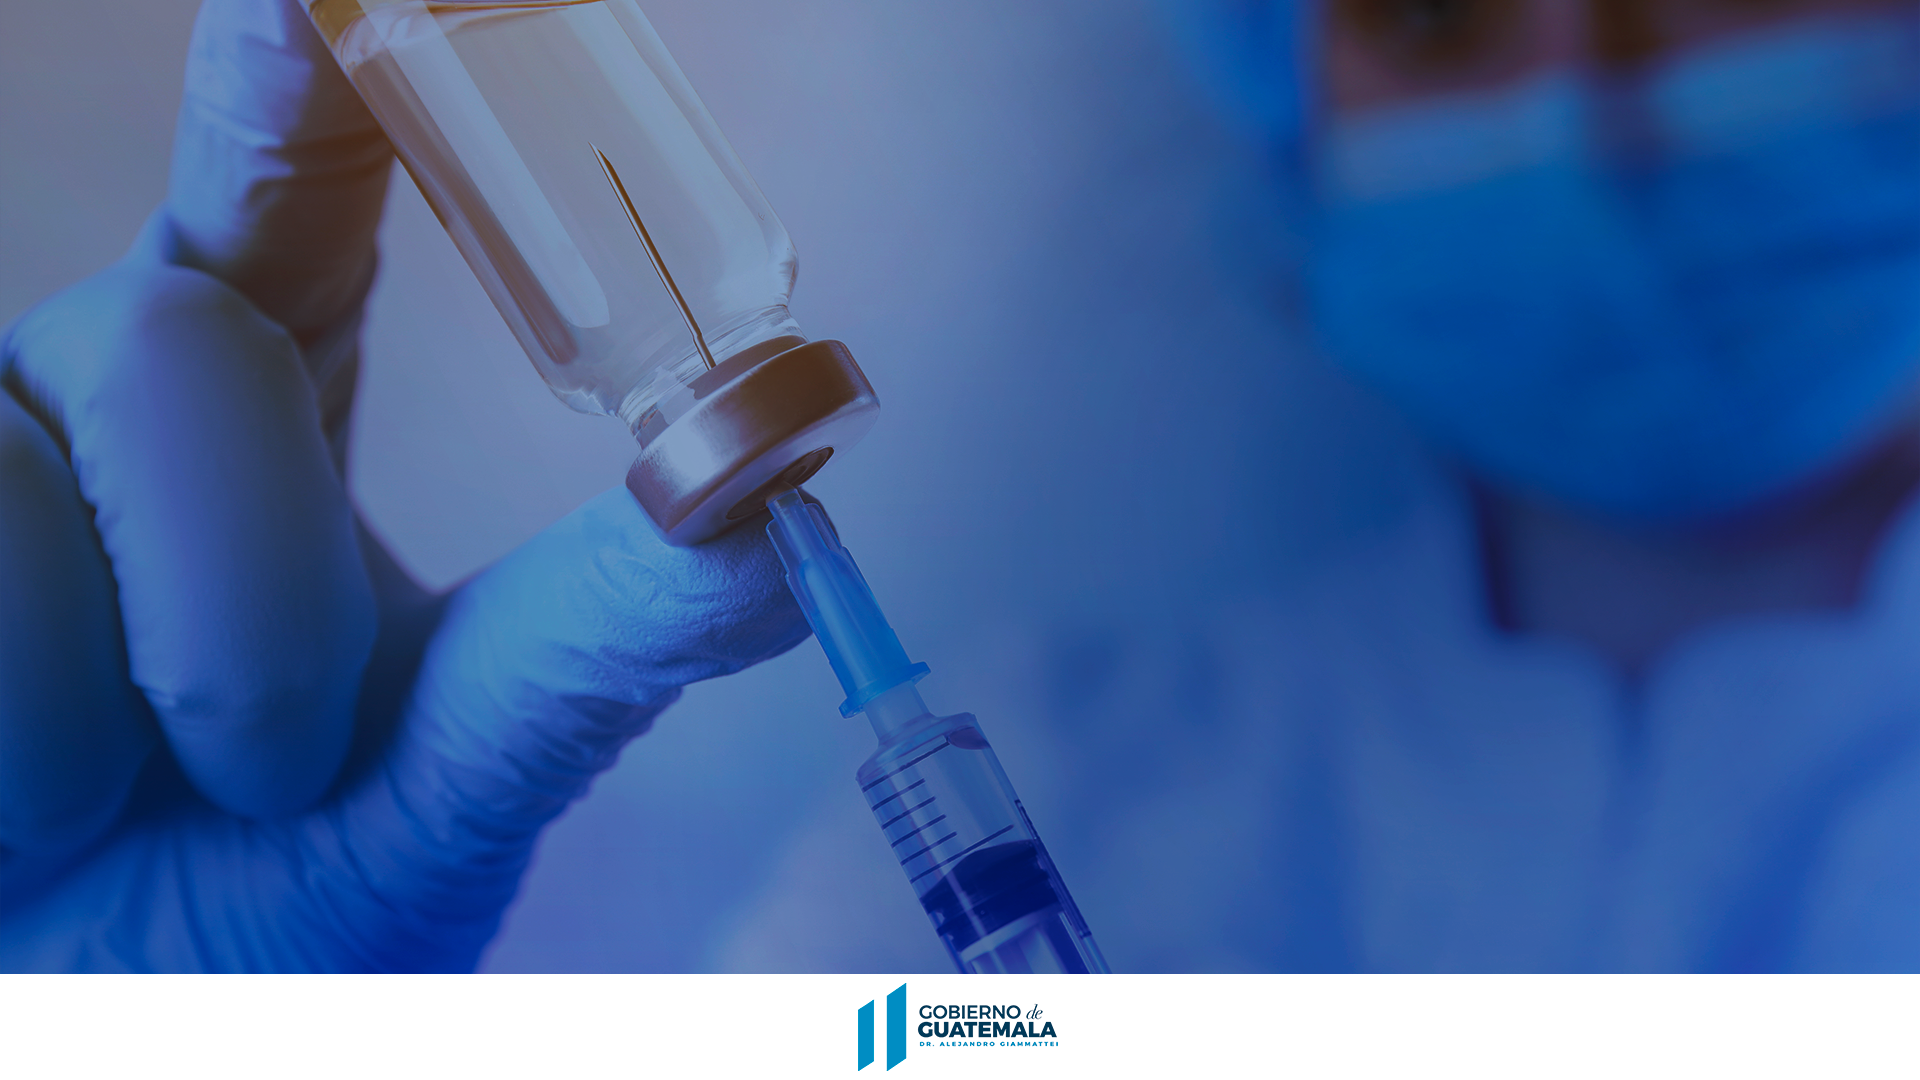 GOBIERNO de
GUATEMALA
DR. ALEJANDRO GIAMMATTEI